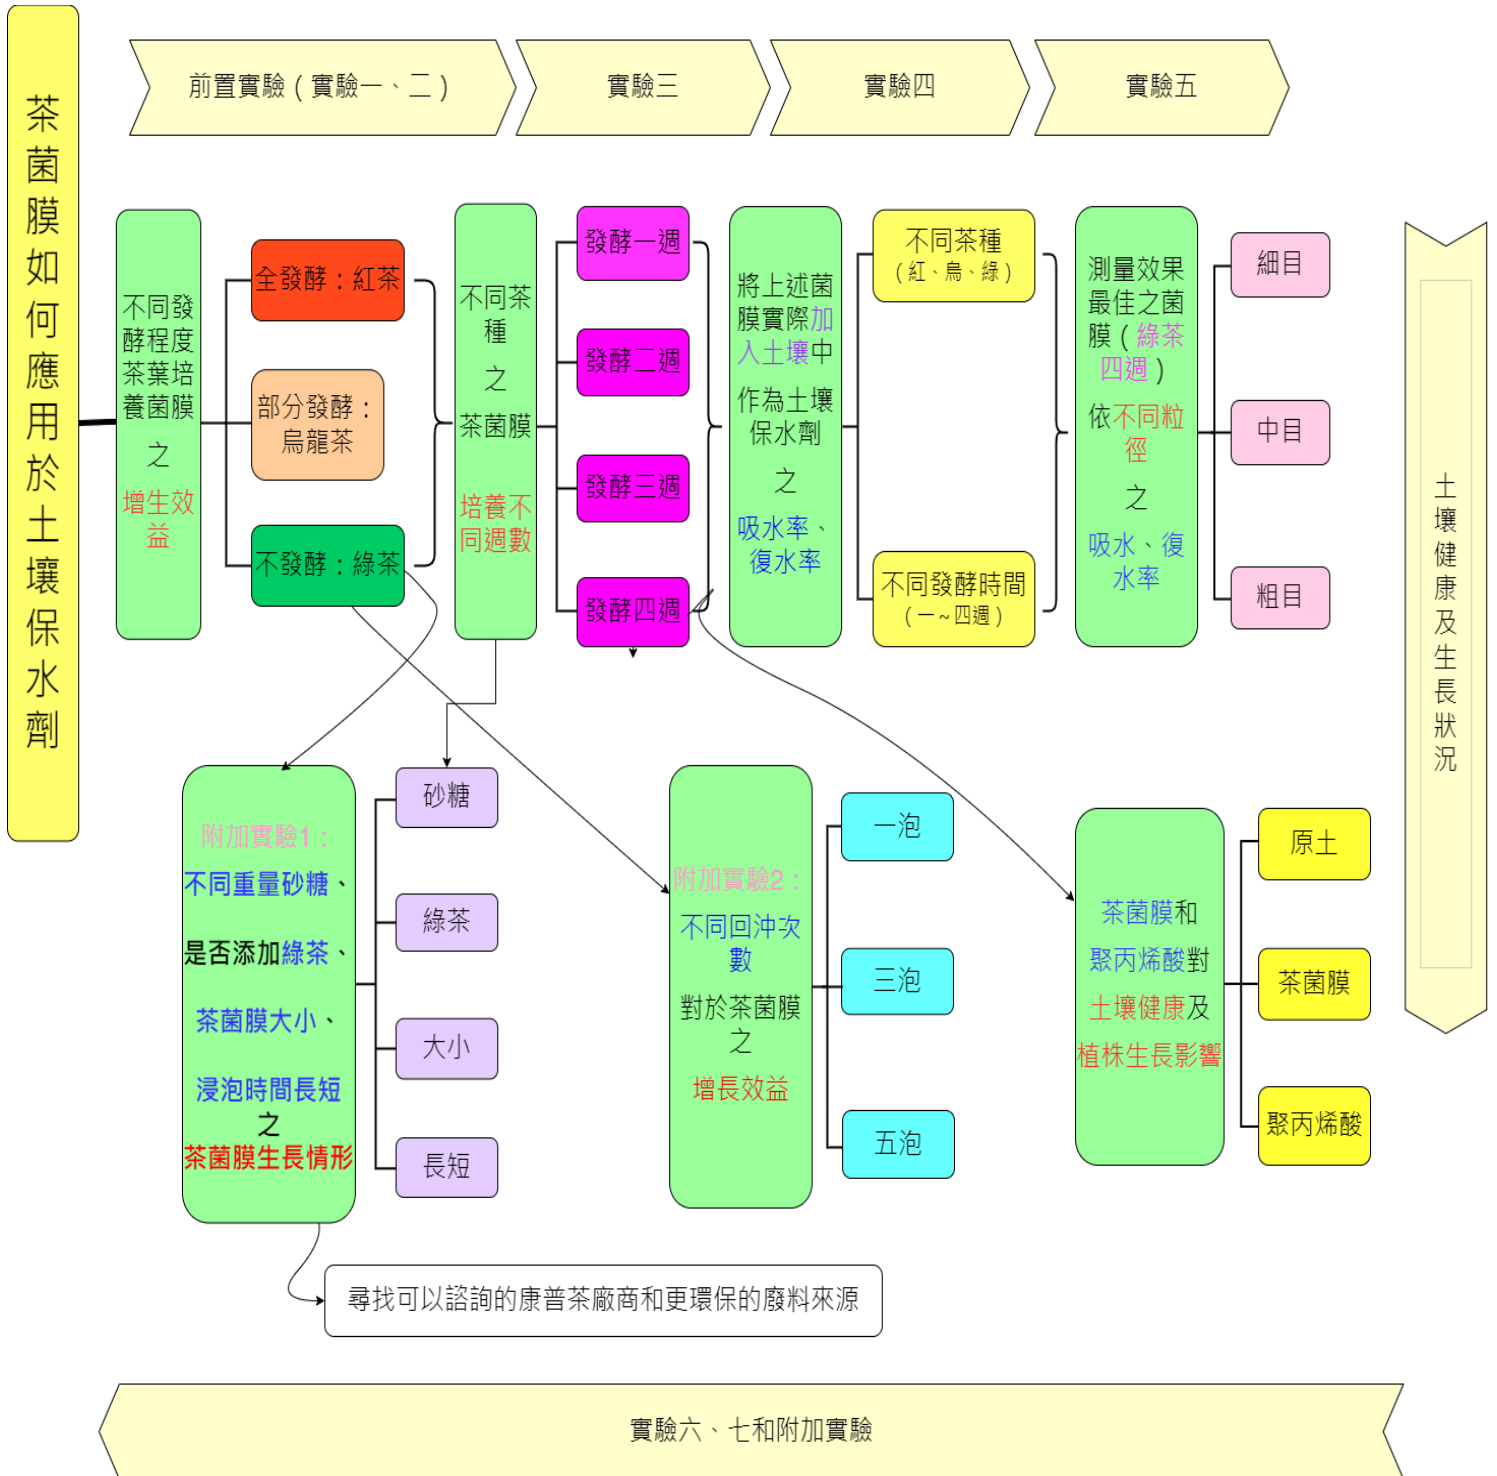 茶菌膜如何應用於土壤保水劑
前置實驗（實驗一、二）
實驗三
實驗四
實驗五
不同發
酵程度
茶葉培
養菌膜
之
增生效
益
全發酵：紅茶
部分發酵：
烏龍茶
不發酵：綠茶
不同茶
種
之
茶菌膜
培養不
同週數
發酵一週
發酵二週
發酵三週
發酵四週
將上述菌
膜實際加
入土壤中
作為土壤
保水劑
之
吸水率、
復水率
不同茶種
（紅、烏、綠）
不同發酵時間
（一~四週）
測量效果
最佳之菌
膜（綠茶
四週）
依不同粒
徑
之
吸水、復
水率
細目
中目
粗目
土壤健康及生長狀況
附加實驗1：
不同重量砂糖、
是否添加綠茶、
茶菌膜大小、
浸泡時間長短
之
茶菌膜生長情形
砂糖
綠茶
大小
長短
附加實驗2：
不同回沖次
數
對於茶菌膜
之
增長效益
一泡
三泡
五泡
茶菌膜和
聚丙烯酸對
土壤健康及
植株生長影響
原土
茶菌膜
聚丙烯酸
尋找可以諮詢的康普茶廠商和更環保的廢料來源
實驗六、七和附加實驗